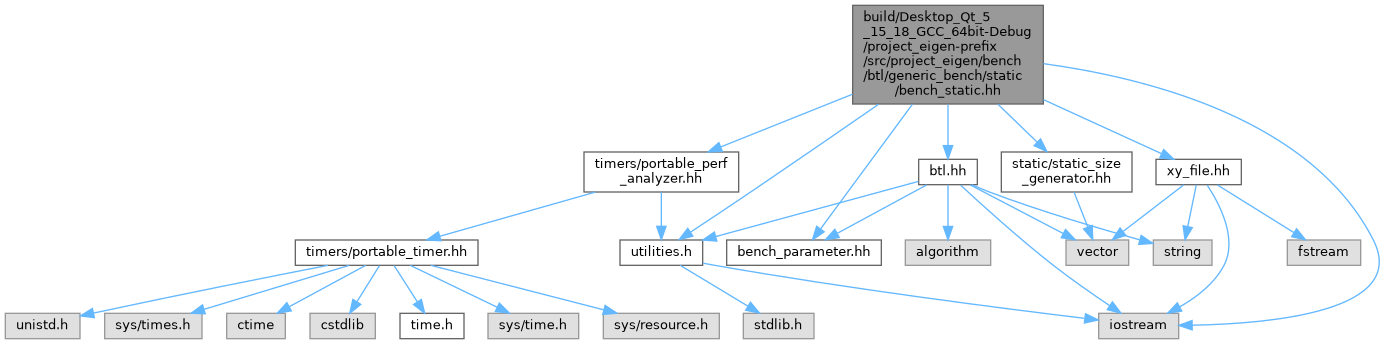 build/Desktop_Qt_5
_15_18_GCC_64bit-Debug
/project_eigen-prefix
/src/project_eigen/bench
/btl/generic_bench/static
/bench_static.hh
timers/portable_perf
_analyzer.hh
btl.hh
static/static_size
_generator.hh
xy_file.hh
timers/portable_timer.hh
utilities.h
bench_parameter.hh
algorithm
vector
string
fstream
unistd.h
sys/times.h
ctime
cstdlib
time.h
sys/time.h
sys/resource.h
stdlib.h
iostream